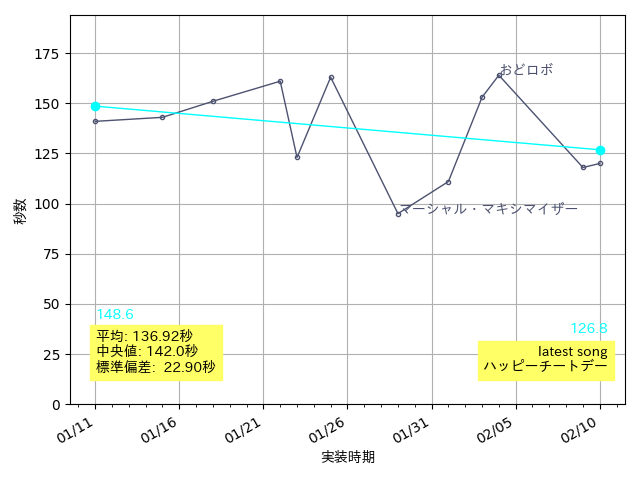 175
150
125
100
75
50
25
0
秒数
おどロボ
マーシャル・マキシマイザー
148.6
126.8
平均: 136.92秒
中央値: 142.0秒
標準偏差:  22.90秒
latest song
ハッピーチートデー
01/11
01/16
01/21
01/26
01/31
02/05
02/10
実装時期